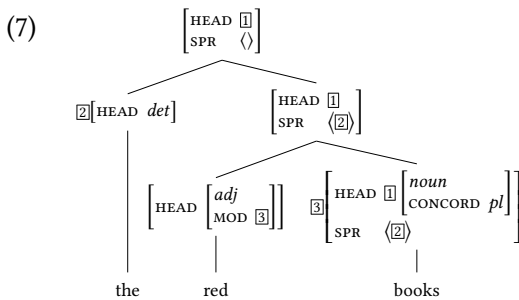 (7)
[HEAD 1
SPR ⟨⟩]
2[HEAD det]
[HEAD 1
SPR ⟨2⟩]
[HEAD [adj
MOD 3]]
3[HEAD 1[noun
CONCORD pl]
SPR ⟨2⟩]
the red books